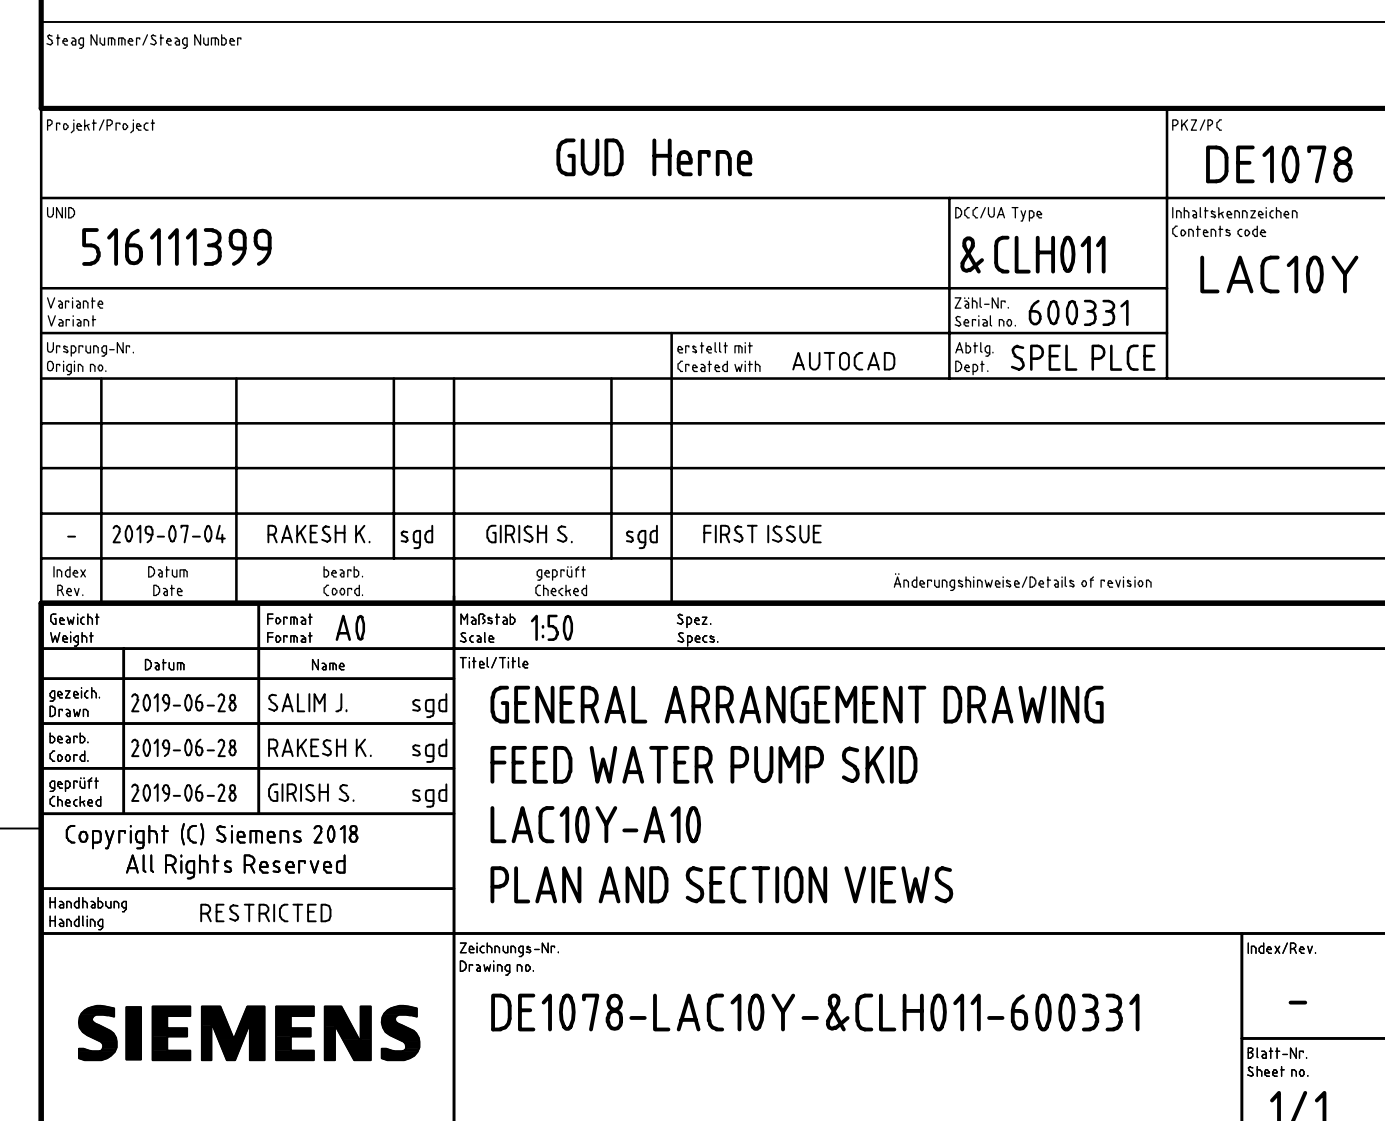 Steag Nummer/Steag Number
Projekt/Project
GUD Herne
PKZ/PC
DE1078
UNID
516111399
DCC/UA Type
&CLH011
Inhaltskennzeichen
Contents code
LAC10Y
Variante
Variant
Zähl-Nr.
Serial no. 600331
Ursprung-Nr.
Origin no.
erstellt mit
Created with AUTOCAD
Abtlg.
Dept. SPEL PLCE
- 2019-07-04 RAKESH K. sgd GIRISH S. sgd FIRST ISSUE
Index Datum bearb. geprüft
Rev. Date Coord. Checked
Änderungshinweise/Details of revision
Gewicht
Weight
Format
Format A0
Maßstab
Scale 1:50
Spez.
Specs.
Datum Name
gezeich.
Drawn 2019-06-28 SALIM J. sgd
bearb.
Coord. 2019-06-28 RAKESH K. sgd
geprüft
Checked 2019-06-28 GIRISH S. sgd
Titel/Title
GENERAL ARRANGEMENT DRAWING
FEED WATER PUMP SKID
LAC10Y-A10
PLAN AND SECTION VIEWS
Copyright (C) Siemens 2018
All Rights Reserved
Handhabung
Handling RESTRICTED
SIEMENS
Zeichnungs-Nr.
Drawing no.
DE1078-LAC10Y-&CLH011-600331
Index/Rev.
-
Blatt-Nr.
Sheet no.
1/1